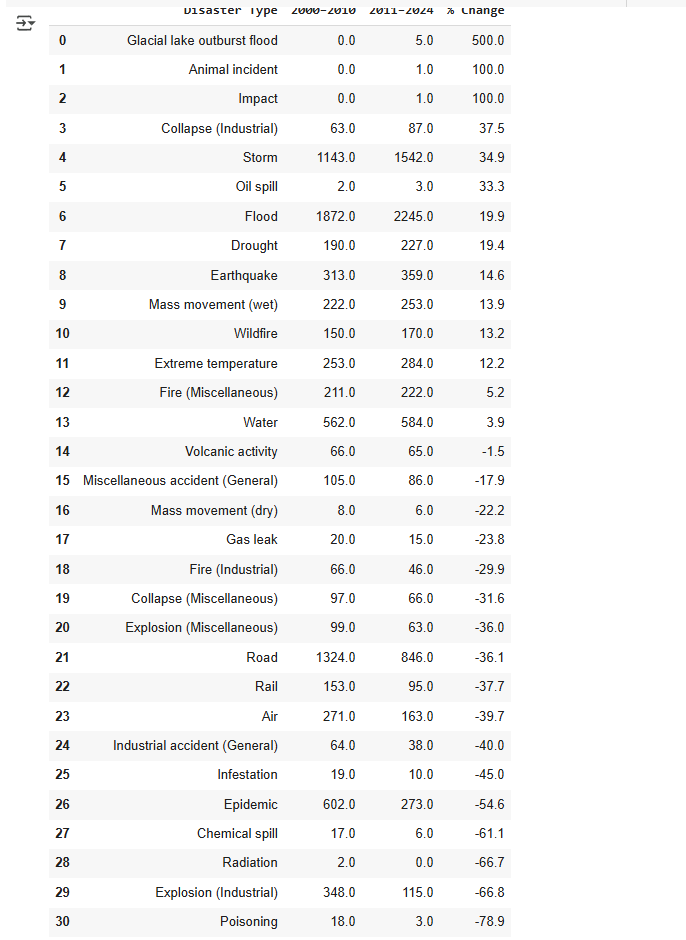 Disaster Type 2000-2010 2011-2024 % Change
0 Glacial lake outburst flood 0.0 5.0 500.0
1 Animal incident 0.0 1.0 100.0
2 Impact 0.0 1.0 100.0
3 Collapse (Industrial) 63.0 87.0 37.5
4 Storm 1143.0 1542.0 34.9
5 Oil spill 2.0 3.0 33.3
6 Flood 1872.0 2245.0 19.9
7 Drought 190.0 227.0 19.4
8 Earthquake 313.0 359.0 14.6
9 Mass movement (wet) 222.0 253.0 13.9
10 Wildfire 150.0 170.0 13.2
11 Extreme temperature 253.0 284.0 12.2
12 Fire (Miscellaneous) 211.0 222.0 5.2
13 Water 562.0 584.0 3.9
14 Volcanic activity 66.0 65.0 -1.5
15 Miscellaneous accident (General) 105.0 86.0 -17.9
16 Mass movement (dry) 8.0 6.0 -22.2
17 Gas leak 20.0 15.0 -23.8
18 Fire (Industrial) 66.0 46.0 -29.9
19 Collapse (Miscellaneous) 97.0 66.0 -31.6
20 Explosion (Miscellaneous) 99.0 63.0 -36.0
21 Road 1324.0 846.0 -36.1
22 Rail 153.0 95.0 -37.7
23 Air 271.0 163.0 -39.7
24 Industrial accident (General) 64.0 38.0 -40.0
25 Infestation 19.0 10.0 -45.0
26 Epidemic 602.0 273.0 -54.6
27 Chemical spill 17.0 6.0 -61.1
28 Radiation 2.0 0.0 -66.7
29 Explosion (Industrial) 348.0 115.0 -66.8
30 Poisoning 18.0 3.0 -78.9